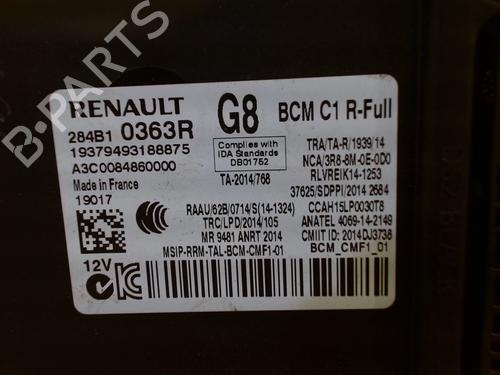 RENAULT
G8
BCM C1 R-Full
284B1 0363R
19379493188875
A3C0084860000
Made in France
19017
Complies with
IDA Standards
DB01752
TA-2014/768
TRA/TA-R/1939/14
NCA/3R8-8M-0E-0D0
RLVREIK14-1253
37625/SDPPI/2014 2684
RAAU/62B/0714/S(14-1324)
CCAH15LP0030T8
TRC/LPD/2014/105
ANATEL 4069-14-2149
MR 9481 ANRT 2014
CMIIT ID: 2014DJ3738
MSIP-RRM-TAL-BCM-CMF1-01
BCM_CMF1_01
12V
B-Parts